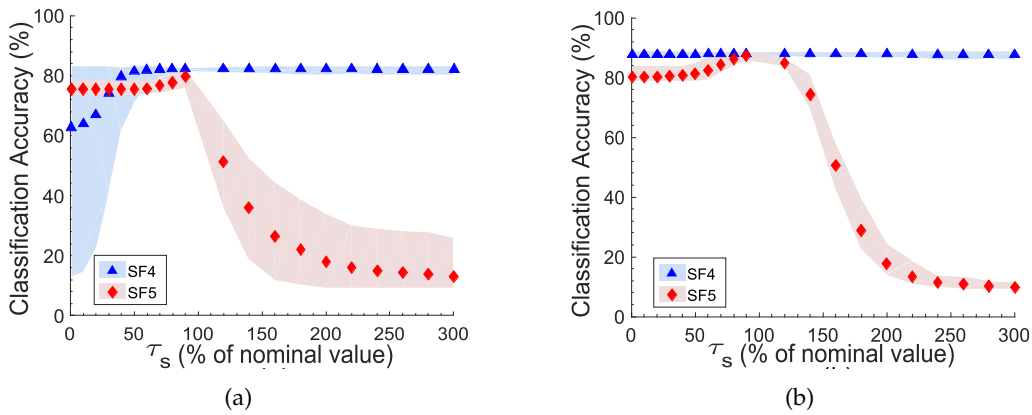 Classification Accuracy (%)
100
80
60
40
20
0
SF4
SF5
0 50 100 150 200 250 300
τs (% of nominal value)
(a)
Classification Accuracy (%)
100
80
60
40
20
0
SF4
SF5
0 50 100 150 200 250 300
τs (% of nominal value)
(b)